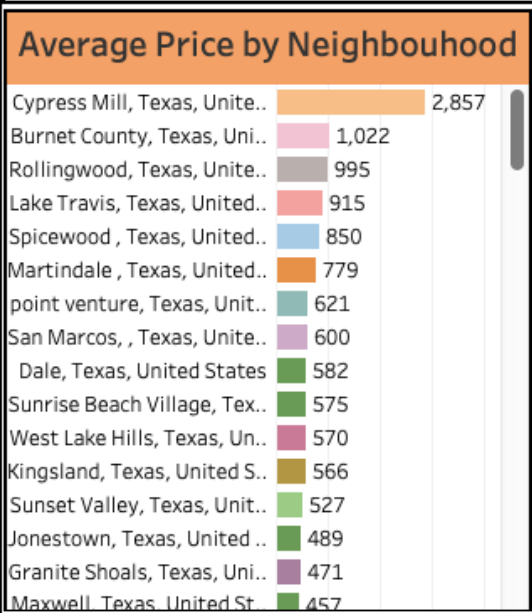 Average Price by Neighbouhood
Cypress Mill, Texas, Unite.. 2,857
Burnet County, Texas, Uni.. 1,022
Rollingwood, Texas, Unite.. 995
Lake Travis, Texas, United.. 915
Spicewood , Texas, United.. 850
Martindale , Texas, United.. 779
point venture, Texas, Unit.. 621
San Marcos, , Texas, Unite.. 600
Dale, Texas, United States 582
Sunrise Beach Village, Tex.. 575
West Lake Hills, Texas, Un.. 570
Kingsland, Texas, United S.. 566
Sunset Valley, Texas, Unit.. 527
Jonestown, Texas, United .. 489
Granite Shoals, Texas, Uni.. 471
Maxwell, Texas, United St.. 457